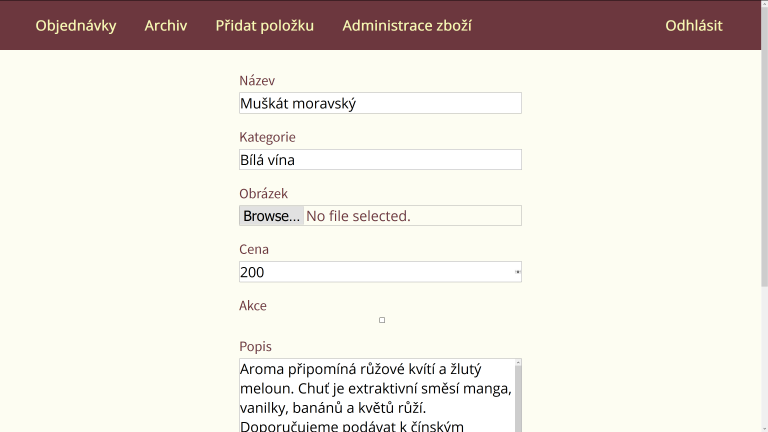 Objednávky Archiv Přidat položku Administrace zboží Odhlásit
Název
Muškát moravský
Kategorie
Bílá vína
Obrázek
Browse... No file selected.
Cena
200
Akce
Popis
Aroma připomíná růžové kvítí a žlutý
meloun. Chuť je extraktivní směsí manga,
vanilky, banánů a květů růží.
Doporučujeme podávat k čínským